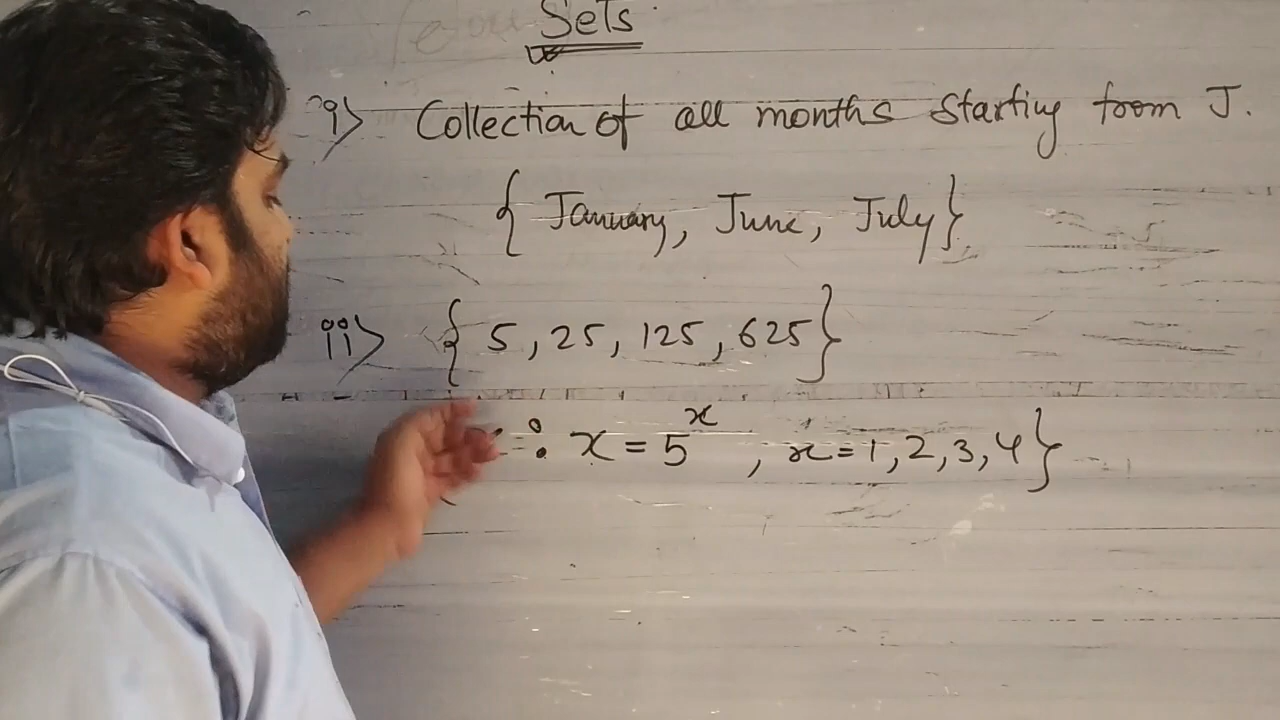 Sets
i> Collection of all months starting from J.
{ January, June, July }
ii> { 5, 25, 125, 625 }
: x = 5^x , x = 1, 2, 3, 4 }